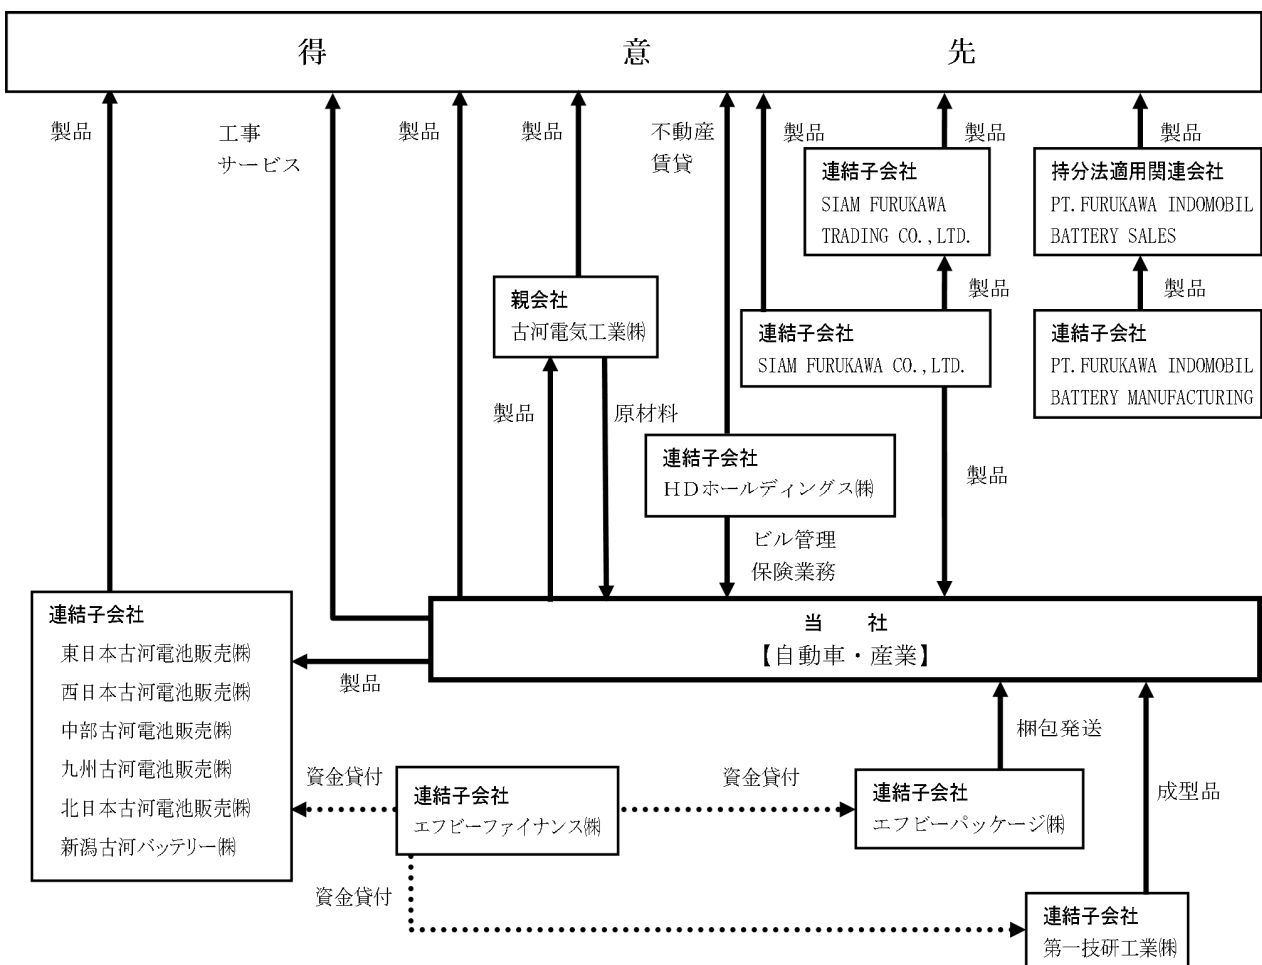 得　意　先
製品
工事
サービス
製品
製品
不動産
賃貸
製品
製品
製品
連結子会社
SIAM FURUKAWA
TRADING CO.,LTD.
持分法適用関連会社
PT.FURUKAWA INDOMOBIL
BATTERY SALES
製品
製品
親会社
古河電気工業㈱
連結子会社
SIAM FURUKAWA CO.,LTD.
連結子会社
PT.FURUKAWA INDOMOBIL
BATTERY MANUFACTURING
製品
原材料
連結子会社
ＨＤホールディングス㈱
製品
ビル管理
保険業務
当　社
【自動車・産業】
連結子会社
東日本古河電池販売㈱
西日本古河電池販売㈱
中部古河電池販売㈱
九州古河電池販売㈱
北日本古河電池販売㈱
新潟古河バッテリー㈱
製品
梱包発送
資金貸付
連結子会社
エフビーファイナンス㈱
資金貸付
連結子会社
エフビーパッケージ㈱
成型品
資金貸付
連結子会社
第一技研工業㈱